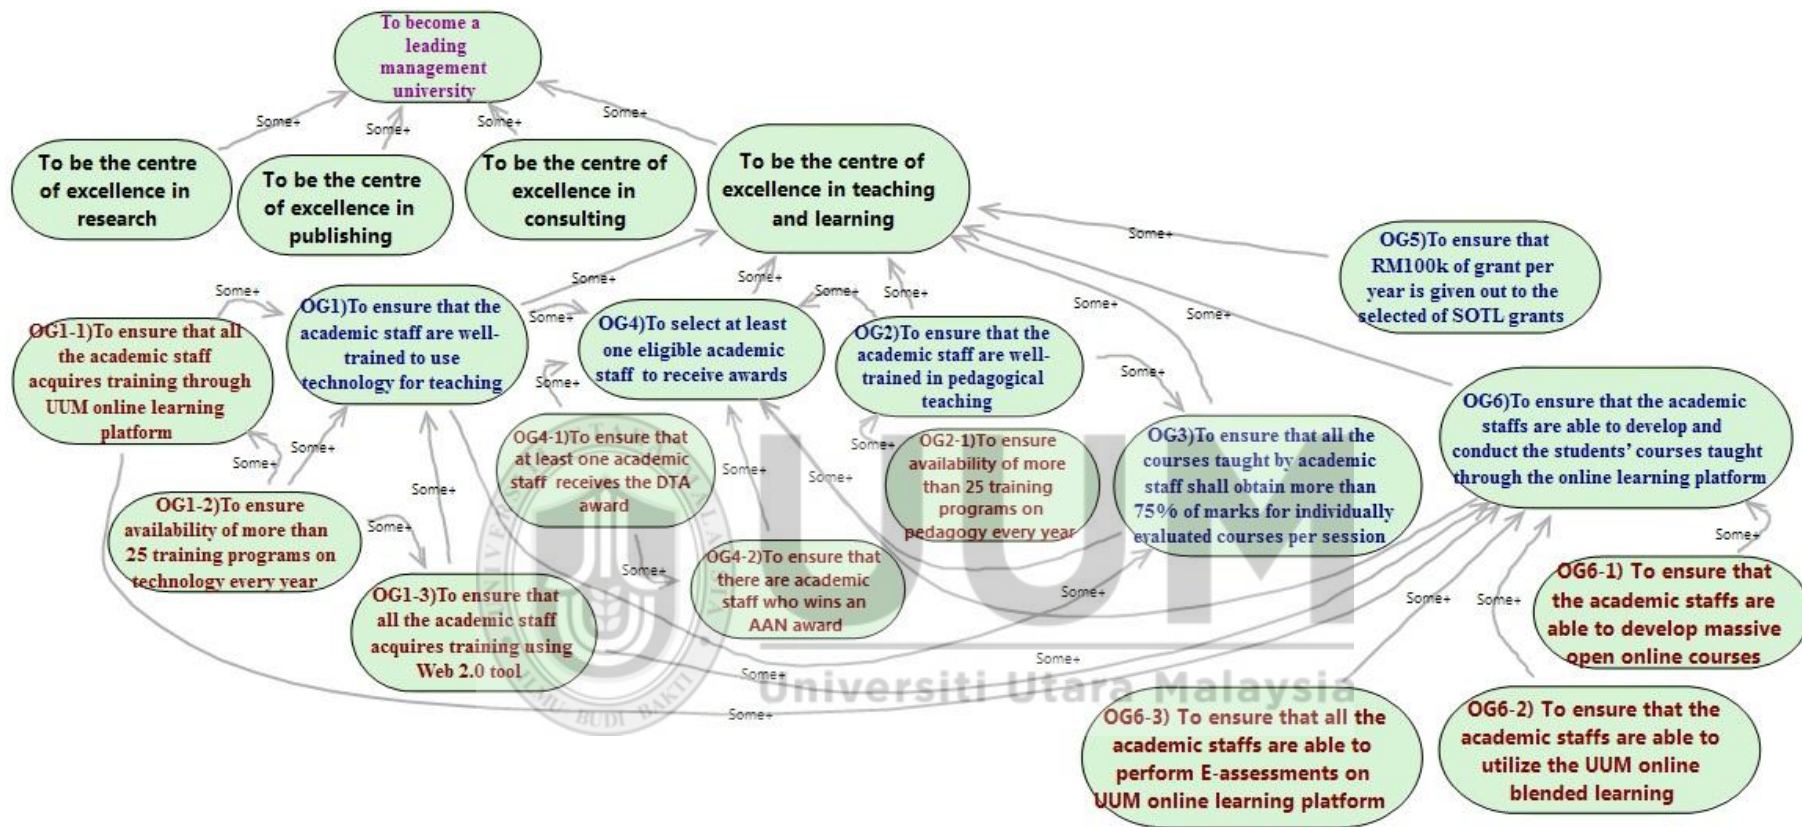 To become a
leading
management
university
Some+
Some+
Some+
Some+
To be the centre
of excellence in
research
To be the centre
of excellence in
publishing
To be the centre of
excellence in
consulting
To be the centre of
excellence in teaching
and learning
Some+
OG5)To ensure that
RM100k of grant per
year is given out to the
selected of SOTL grants
Some+
Some+
Some+
Some+
Some+
Some+
Some+
Some+
OG1-1)To ensure that all
the academic staff
acquires training through
UUM online learning
platform
OG1)To ensure that the
academic staff are well-
trained to use
technology for teaching
OG4)To select at least
one eligible academic
staff to receive awards
OG2)To ensure that the
academic staff are well-
trained in pedagogical
teaching
OG6)To ensure that the academic
staffs are able to develop and
conduct the students' courses taught
through the online learning platform
Some+
Some+
Some+
Some+
Some+
Some+
Some+
Some+
OG4-1)To ensure that
at least one academic
staff receives the DTA
award
OG2-1)To ensure
availability of more
than 25 training
programs on
pedagogy every year
OG3)To ensure that all the
courses taught by academic
staff shall obtain more than
75% of marks for individually
evaluated courses per session
OG1-2)To ensure
availability of more than
25 training programs on
technology every year
Some+
Some+
OG1-3)To ensure that
all the academic staff
acquires training using
Web 2.0 tool
Some+
OG4-2)To ensure that
there are academic
staff who wins an
AAN award
Some+
Some+
Some+
Some+
OG6-1) To ensure that
the academic staffs are
able to develop massive
open online courses
Some+
Some+
Some+
OG6-3) To ensure that all the
academic staffs are able to
perform E-assessments on
UUM online learning platform
OG6-2) To ensure that the
academic staffs are able to
utilize the UUM online
blended learning
UUM
Universiti Utara Malaysia
UNIVERSITI UTARA MALAYSIA
ILMU BUDI BAKTI